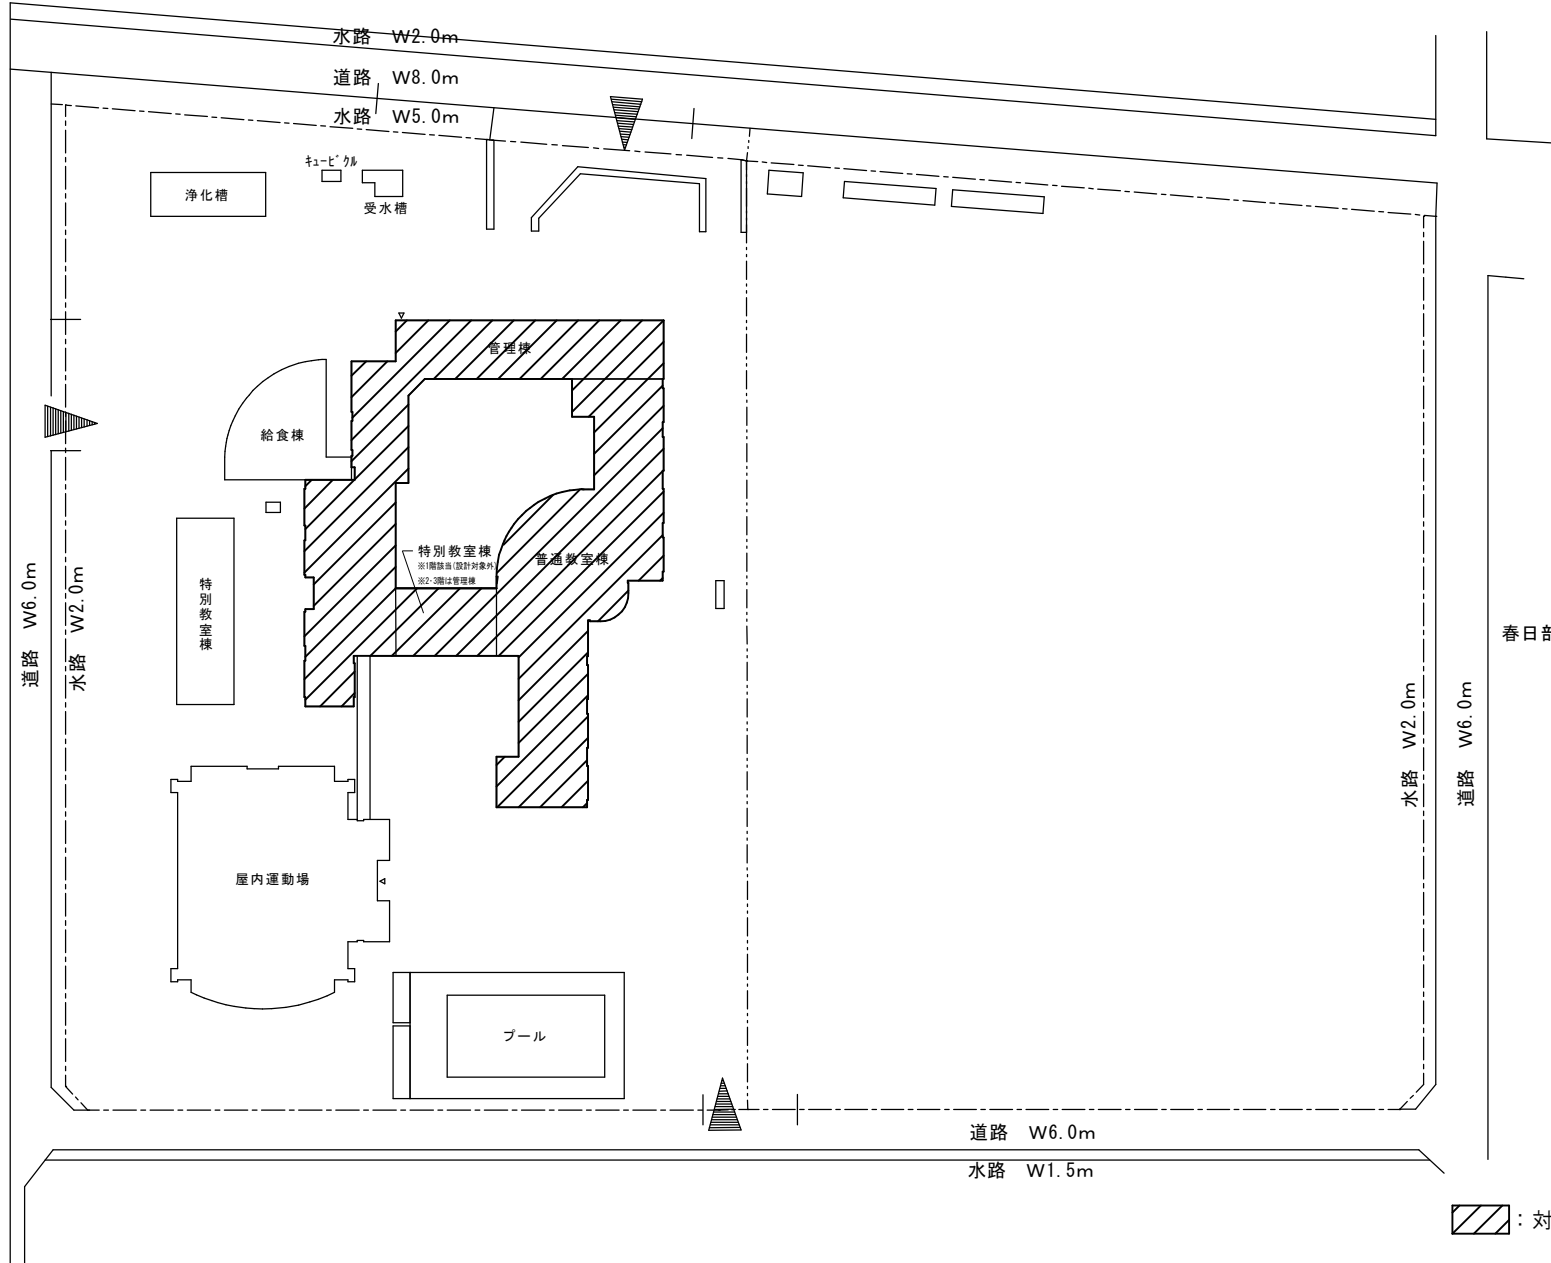 水路 W2.0m
道路 W8.0m
水路 W5.0m
キュービクル
浄化槽
受水槽
管理棟
給食棟
特別教室棟
※1階該当(設計対象外)
※2・3階は管理棟
普通教室棟
特別教室棟
道路 W6.0m
水路 W2.0m
春日部
水路 W2.0m
道路 W6.0m
屋内運動場
プール
道路 W6.0m
水路 W1.5m
：対